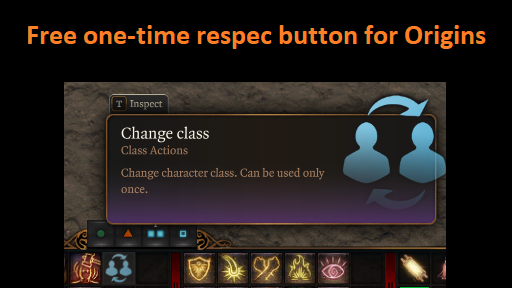 Free one-time respec button for Origins
T Inspect
Change class
Class Actions
Change character class. Can be used only
once.